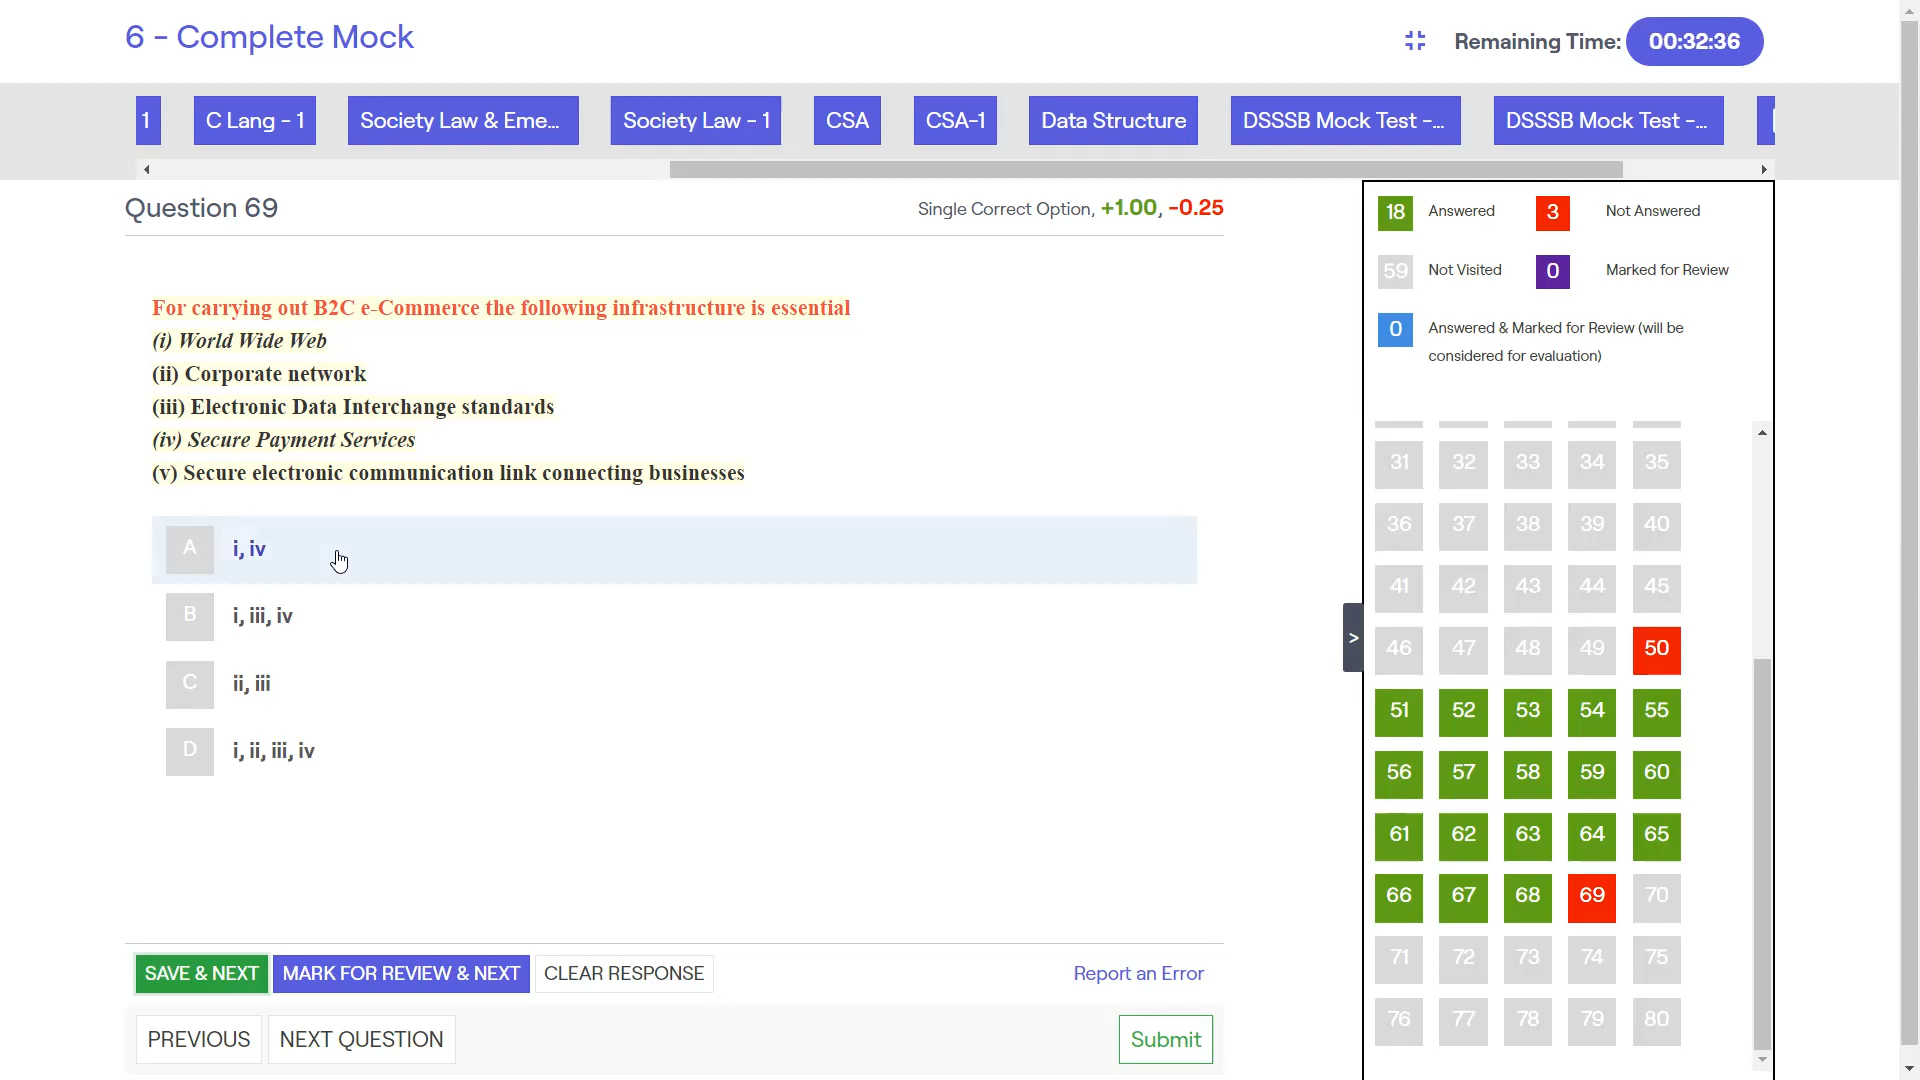 6 - Complete Mock
Remaining Time: 00:32:36
1
C Lang - 1
Society Law & Eme...
Society Law - 1
CSA
CSA-1
Data Structure
DSSSB Mock Test -...
DSSSB Mock Test -...
Question 69
Single Correct Option, +1.00, -0.25
For carrying out B2C e-Commerce the following infrastructure is essential
(i) World Wide Web
(ii) Corporate network
(iii) Electronic Data Interchange standards
(iv) Secure Payment Services
(v) Secure electronic communication link connecting businesses
A i, iv
B i, iii, iv
C ii, iii
D i, ii, iii, iv
SAVE & NEXT
MARK FOR REVIEW & NEXT
CLEAR RESPONSE
Report an Error
PREVIOUS
NEXT QUESTION
Submit
18 Answered
3 Not Answered
59 Not Visited
0 Marked for Review
0 Answered & Marked for Review (will be
considered for evaluation)
>
31 32 33 34 35
36 37 38 39 40
41 42 43 44 45
46 47 48 49 50
51 52 53 54 55
56 57 58 59 60
61 62 63 64 65
66 67 68 69 70
71 72 73 74 75
76 77 78 79 80